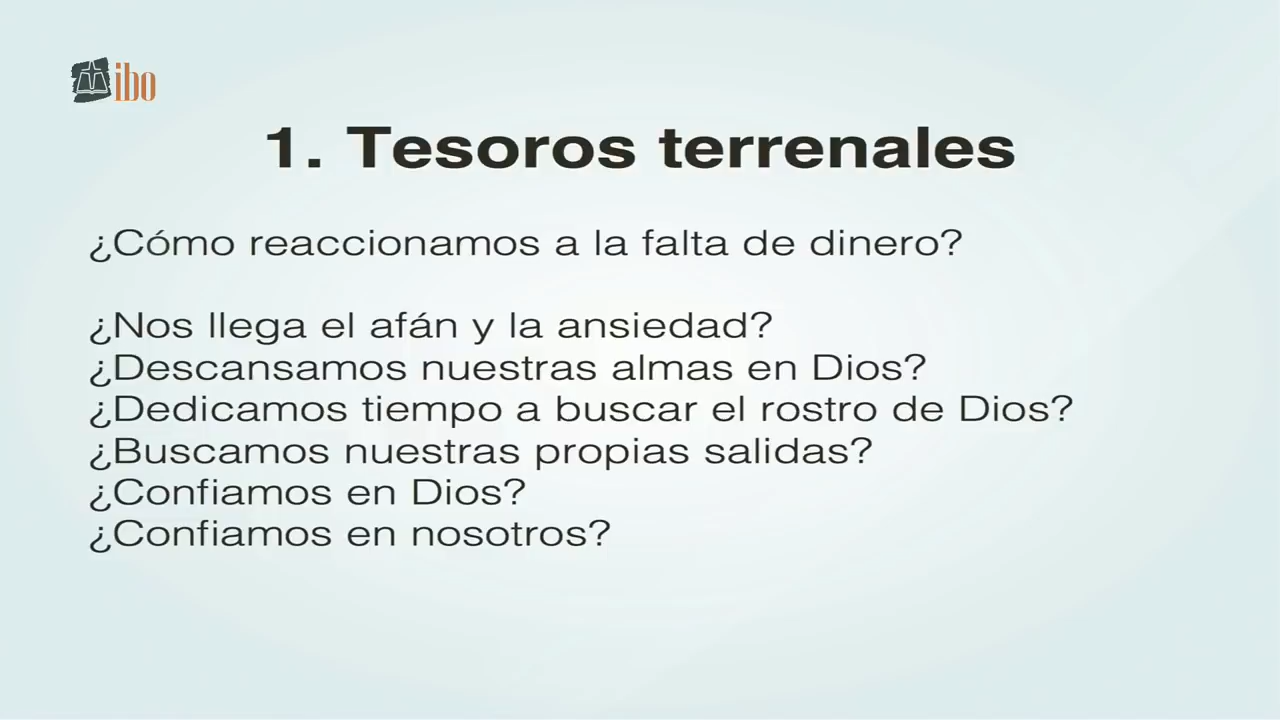 ibo
1. Tesoros terrenales
¿Cómo reaccionamos a la falta de dinero?
¿Nos llega el afán y la ansiedad?
¿Descansamos nuestras almas en Dios?
¿Dedicamos tiempo a buscar el rostro de Dios?
¿Buscamos nuestras propias salidas?
¿Confiamos en Dios?
¿Confiamos en nosotros?